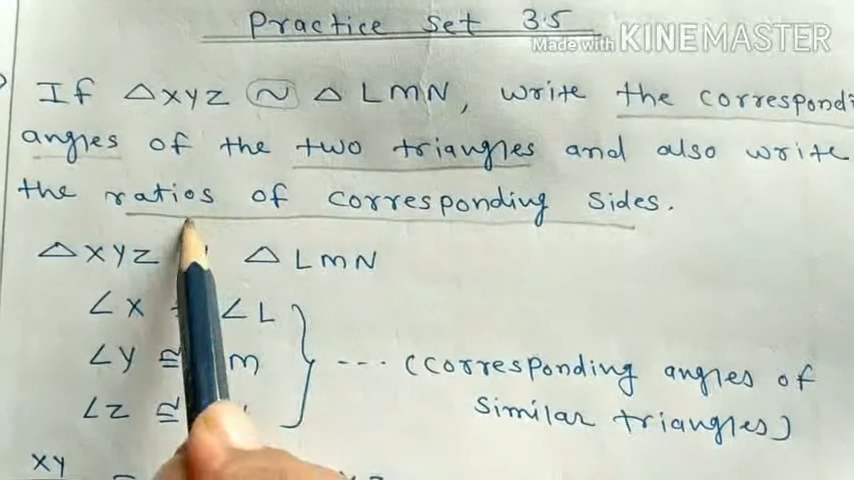 Practice Set 3.5
Made with KINEMASTER
If △XYZ ~ △LMN, write the correspondi
angles of the two triangles and also write
the ratios of corresponding sides.
△XYZ △LMN
∠X ∠L
∠Y ≅ M
∠Z ≅
---- (Corresponding angles of
similar triangles)
XY